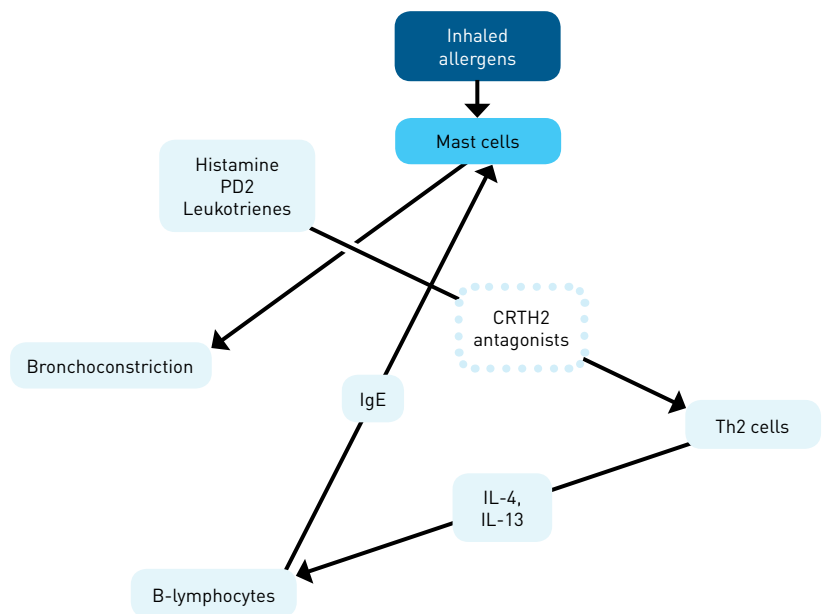 Inhaled
allergens
Mast cells
Histamine
PD2
Leukotrienes
CRTH2
antagonists
Bronchoconstriction
IgE
Th2 cells
IL-4,
IL-13
B-lymphocytes